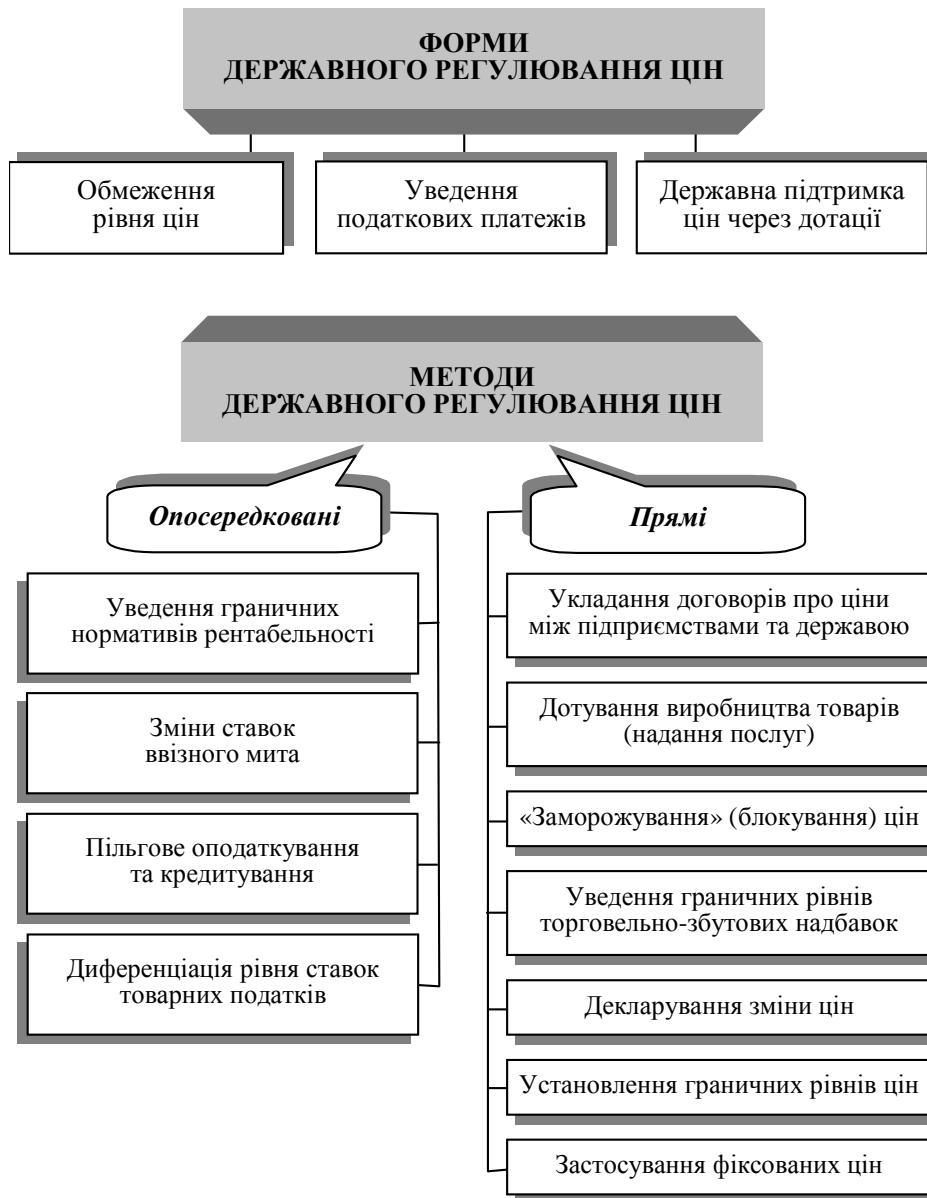 ФОРМИ
ДЕРЖАВНОГО РЕГУЛЮВАННЯ ЦІН
Обмеження
рівня цін
Уведення
податкових платежів
Державна підтримка
цін через дотації
МЕТОДИ
ДЕРЖАВНОГО РЕГУЛЮВАННЯ ЦІН
Опосередковані
Уведення граничних
нормативів рентабельності
Зміни ставок
ввізного мита
Пільгове оподаткування
та кредитування
Диференціація рівня ставок
товарних податків
Прямі
Укладання договорів про ціни
між підприємствами та державою
Дотування виробництва товарів
(надання послуг)
«Заморожування» (блокування) цін
Уведення граничних рівнів
торговельно-збутових надбавок
Декларування зміни цін
Установлення граничних рівнів цін
Застосування фіксованих цін